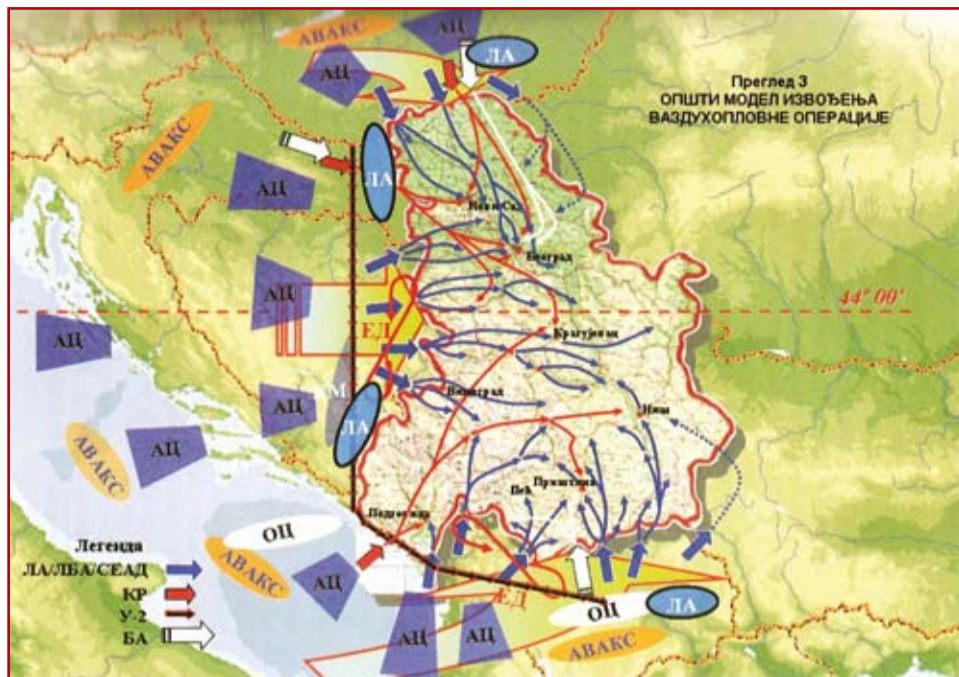 АВАКС
АЦ
ЛА
АЦ
Преглед 3
ОПШТИ МОДЕЛ ИЗВОЂЕЊА
ВАЗДУХОПЛОВНЕ ОПЕРАЦИЈЕ
АВАКС
АЦ
ЛА
Нови Сад
Београд
АЦ
44° 00'
ЕД
АЦ
Крагујевац
АЦ
ЛА
Вишеград
Ниш
АВАКС
АЦ
Приштина
Пећ
Подгорица
ОЦ
Легенда
АВАКС
ЛА/ЛБА/СЕАД
АЦ
КР
ЕД
ОЦ
ЛА
У-2
АЦ
АЦ
БА
АВАКС